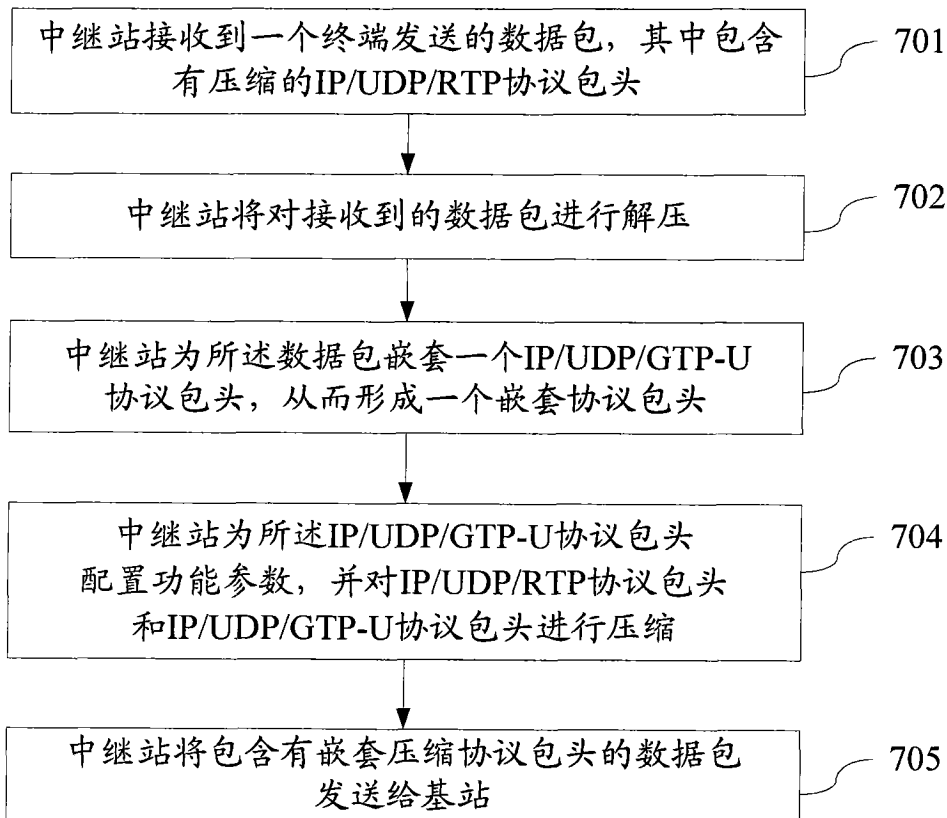 中继站接收到一个终端发送的数据包，其中包含
有压缩的IP/UDP/RTP协议包头
701
中继站将对接收到的数据包进行解压
702
中继站为所述数据包嵌套一个IP/UDP/GTP-U
协议包头，从而形成一个嵌套协议包头
703
中继站为所述IP/UDP/GTP-U协议包头
配置功能参数，并对IP/UDP/RTP协议包头
和IP/UDP/GTP-U协议包头进行压缩
704
中继站将包含有嵌套压缩协议包头的数据包
发送给基站
705